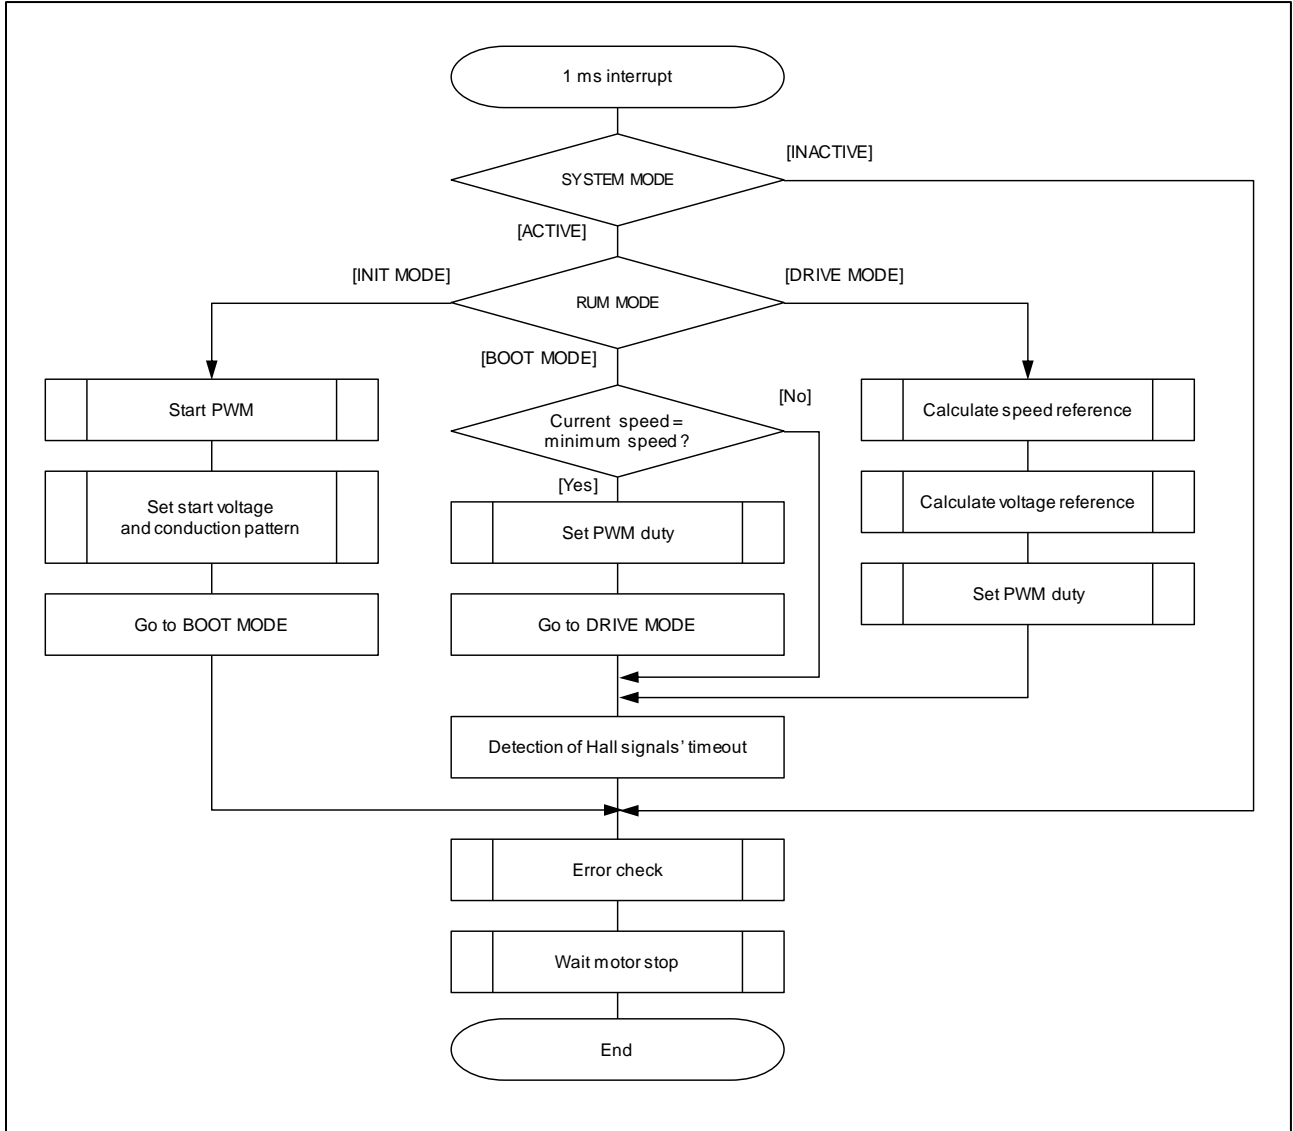 1 ms interrupt
[INACTIVE]
SYSTEM MODE
[ACTIVE]
[INIT MODE]
[DRIVE MODE]
RUM MODE
[BOOT MODE]
[No]
Start PWM
Current speed =
minimum speed ?
Calculate speed reference
[Yes]
Set start voltage
and conduction pattern
Set PWM duty
Calculate voltage reference
Go to BOOT MODE
Go to DRIVE MODE
Set PWM duty
Detection of Hall signals’ timeout
Error check
Wait motor stop
End